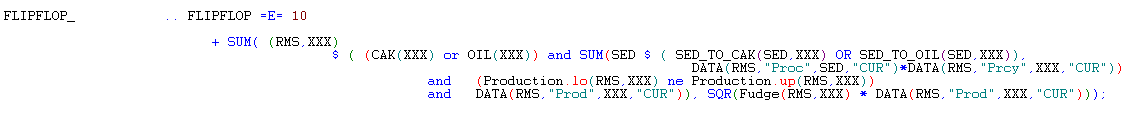 FLIPFLOP_ .. FLIPFLOP =E= 10
+ SUM( (RMS,XXX)
$ ( (CAK(XXX) or OIL(XXX)) and SUM(SED $ ( SED_TO_CAK(SED,XXX) OR SED_TO_OIL(SED,XXX)),
DATA(RMS,"Proc",SED,"CUR")*DATA(RMS,"Prcy",XXX,"CUR"))
and (Production.lo(RMS,XXX) ne Production.up(RMS,XXX))
and DATA(RMS,"Prod",XXX,"CUR")), SQR(Fudge(RMS,XXX) * DATA(RMS,"Prod",XXX,"CUR")));